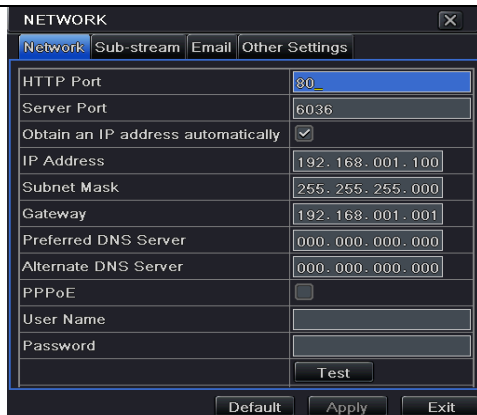 NETWORK
Network Sub-stream Email Other Settings
HTTP Port 80_
Server Port 6036
Obtain an IP address automatically
IP Address 192.168.001.100
Subnet Mask 255.255.255.000
Gateway 192.168.001.001
Preferred DNS Server 000.000.000.000
Alternate DNS Server 000.000.000.000
PPPoE
User Name
Password
Test
Default Apply Exit